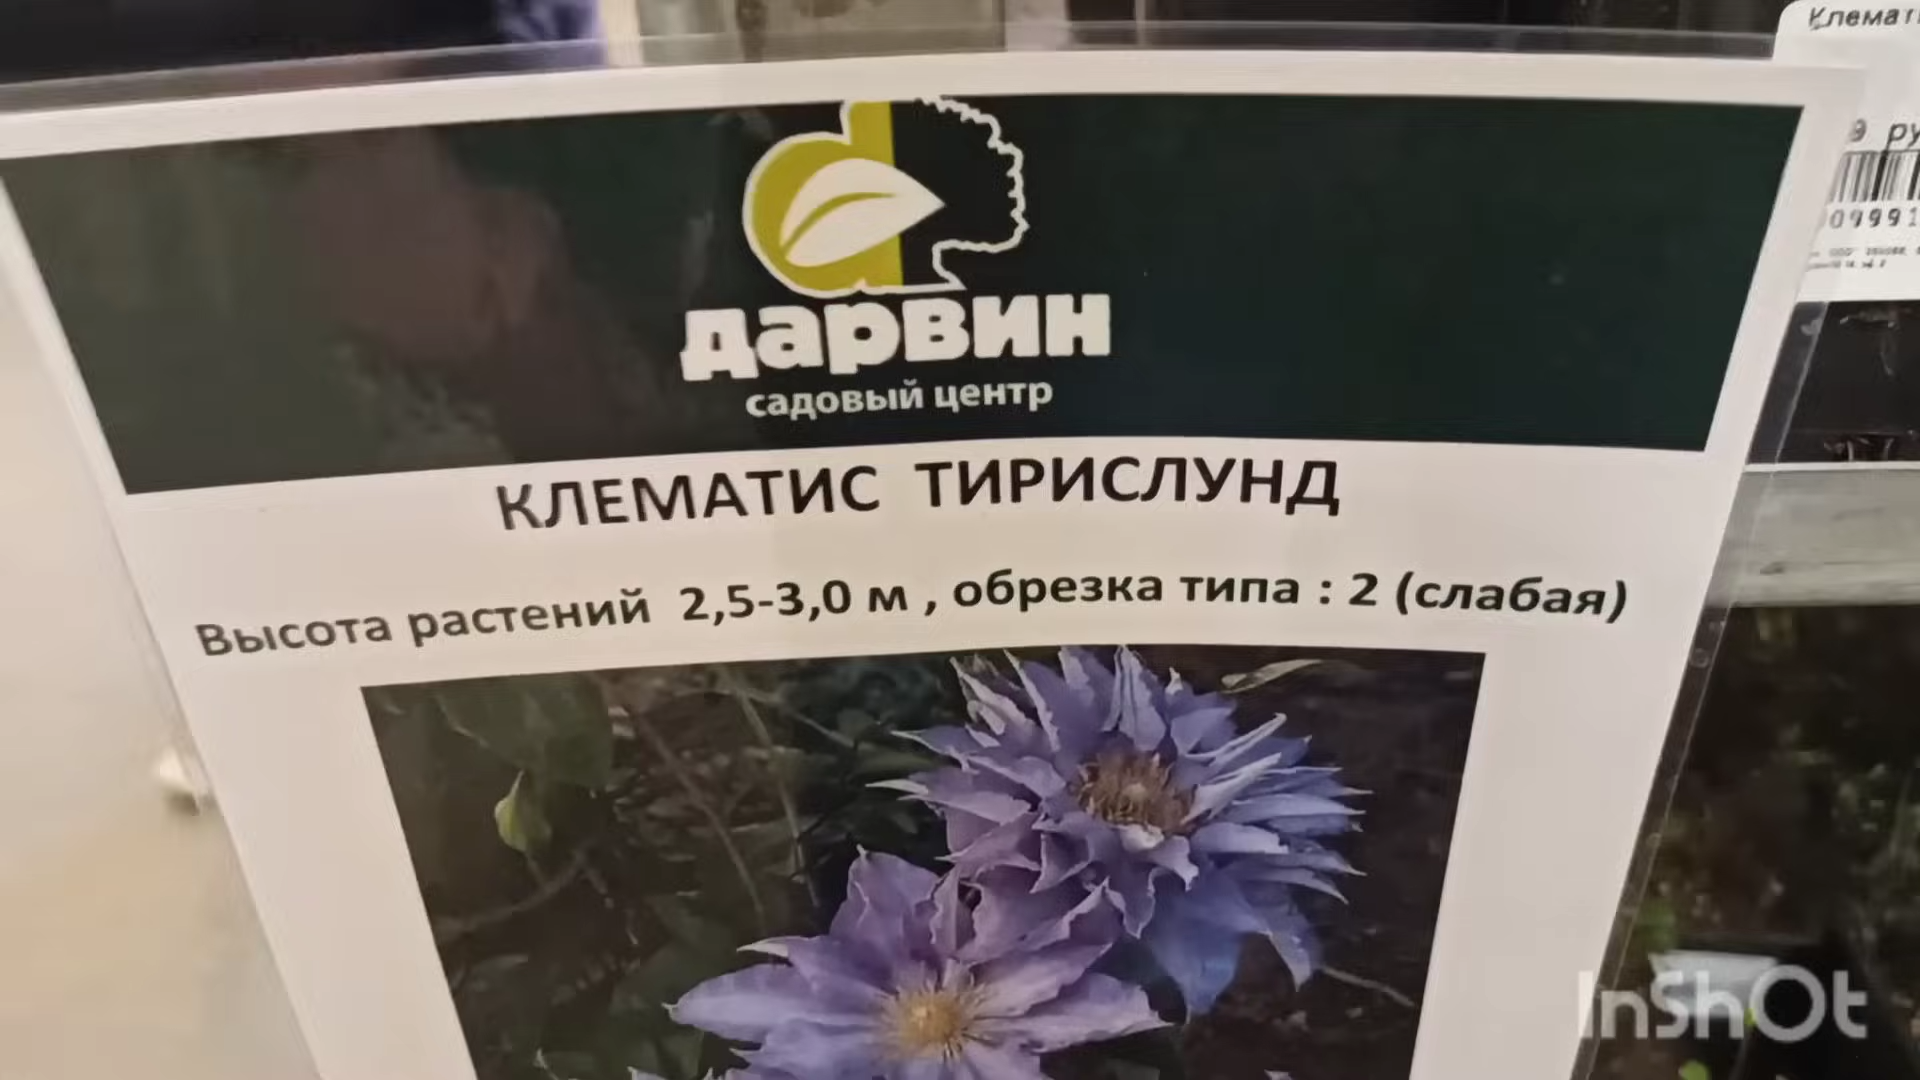 дарвин
садовый центр
КЛЕМАТИС ТИРИСЛУНД
Высота растений 2,5-3,0 м , обрезка типа : 2 (слабая)
InShOt